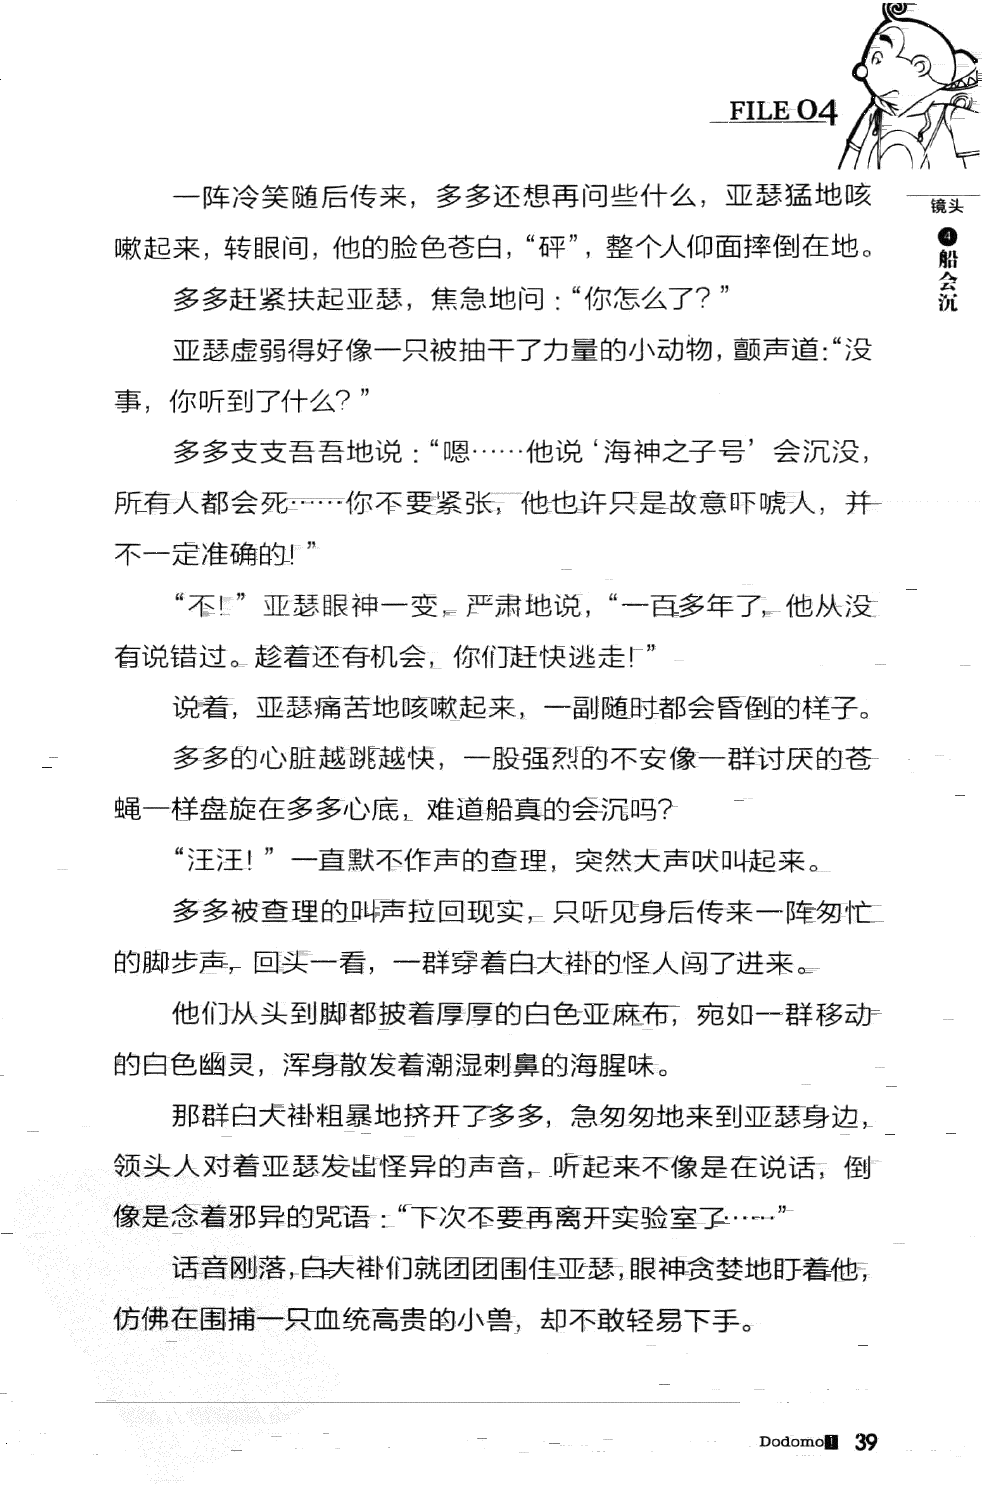 FILE 04
镜头
❹船会沉
一阵冷笑随后传来，多多还想再问些什么，亚瑟猛地咳
嗽起来，转眼间，他的脸色苍白，“砰”，整个人仰面摔倒在地。
多多赶紧扶起亚瑟，焦急地问：“你怎么了？”
亚瑟虚弱得好像一只被抽干了力量的小动物，颤声道：“没
事，你听到了什么？”
多多支支吾吾地说：“嗯……他说‘海神之子号’会沉没，
所有人都会死……你不要紧张，他也许只是故意吓唬人，并
不一定准确的！”
“不！”亚瑟眼神一变，严肃地说，“一百多年了，他从没
有说错过。趁着还有机会，你们赶快逃走！”
说着，亚瑟痛苦地咳嗽起来，一副随时都会昏倒的样子。
多多的心脏越跳越快，一股强烈的不安像一群讨厌的苍
蝇一样盘旋在多多心底，难道船真的会沉吗？
“汪汪！”一直默不作声的查理，突然大声吠叫起来。
多多被查理的叫声拉回现实，只听见身后传来一阵匆忙
的脚步声，回头一看，一群穿着白大褂的怪人闯了进来。
他们从头到脚都披着厚厚的白色亚麻布，宛如一群移动
的白色幽灵，浑身散发着潮湿刺鼻的海腥味。
那群白大褂粗暴地挤开了多多，急匆匆地来到亚瑟身边，
领头人对着亚瑟发出怪异的声音，听起来不像是在说话，倒
像是念着邪异的咒语：“下次不要再离开实验室了……”
话音刚落，白大褂们就团团围住亚瑟，眼神贪婪地盯着他，
仿佛在围捕一只血统高贵的小兽，却不敢轻易下手。
Dodomo1 39